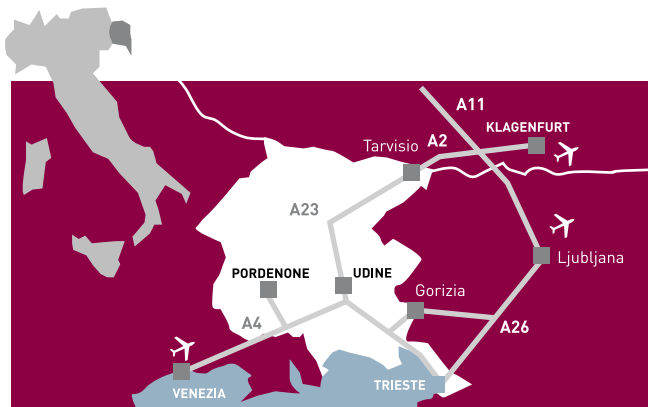 A11
KLAGENFURT
A2
Tarvisio
A23
Ljubljana
PORDENONE
UDINE
Gorizia
A4
A26
TRIESTE
VENEZIA